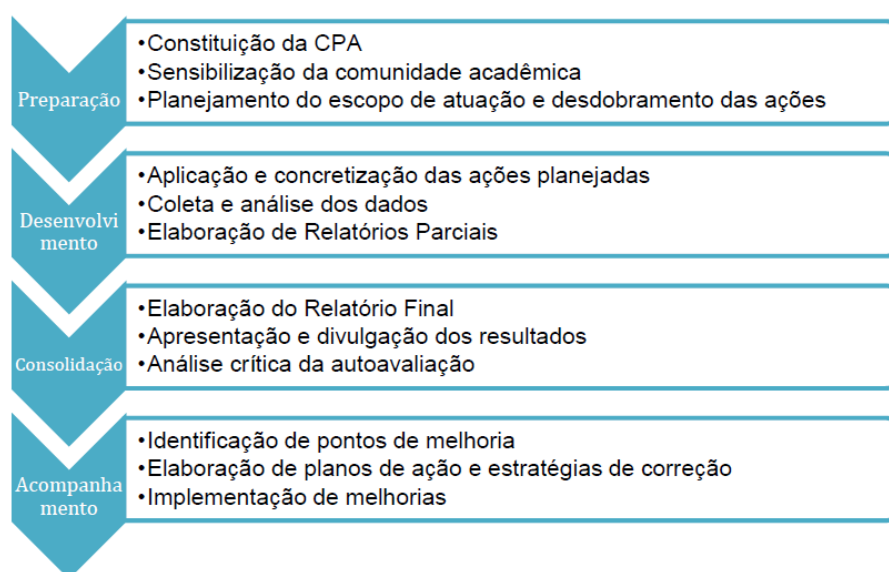 Preparação
•Constituição da CPA
•Sensibilização da comunidade acadêmica
•Planejamento do escopo de atuação e desdobramento das ações
Desenvolvi
mento
•Aplicação e concretização das ações planejadas
•Coleta e análise dos dados
•Elaboração de Relatórios Parciais
Consolidação
•Elaboração do Relatório Final
•Apresentação e divulgação dos resultados
•Análise crítica da autoavaliação
Acompanha
mento
•Identificação de pontos de melhoria
•Elaboração de planos de ação e estratégias de correção
•Implementação de melhorias